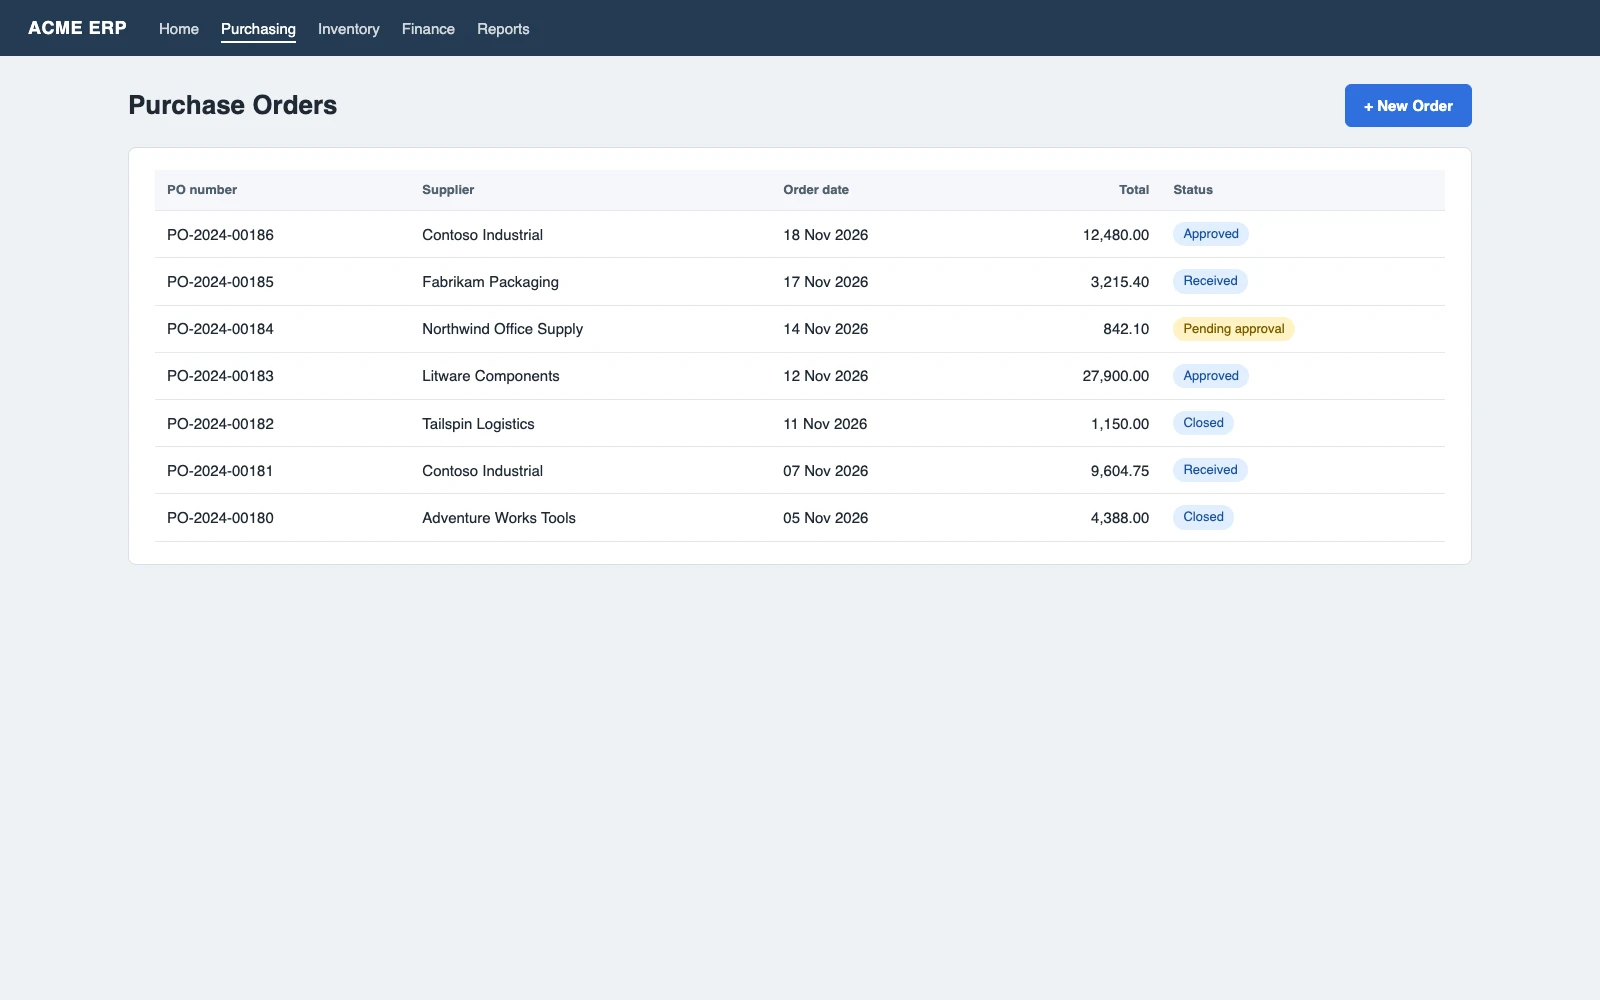 ACME ERP Home Purchasing Inventory Finance Reports
Purchase Orders + New Order
PO number Supplier Order date Total Status
PO-2024-00186 Contoso Industrial 18 Nov 2026 12,480.00 Approved
PO-2024-00185 Fabrikam Packaging 17 Nov 2026 3,215.40 Received
PO-2024-00184 Northwind Office Supply 14 Nov 2026 842.10 Pending approval
PO-2024-00183 Litware Components 12 Nov 2026 27,900.00 Approved
PO-2024-00182 Tailspin Logistics 11 Nov 2026 1,150.00 Closed
PO-2024-00181 Contoso Industrial 07 Nov 2026 9,604.75 Received
PO-2024-00180 Adventure Works Tools 05 Nov 2026 4,388.00 Closed